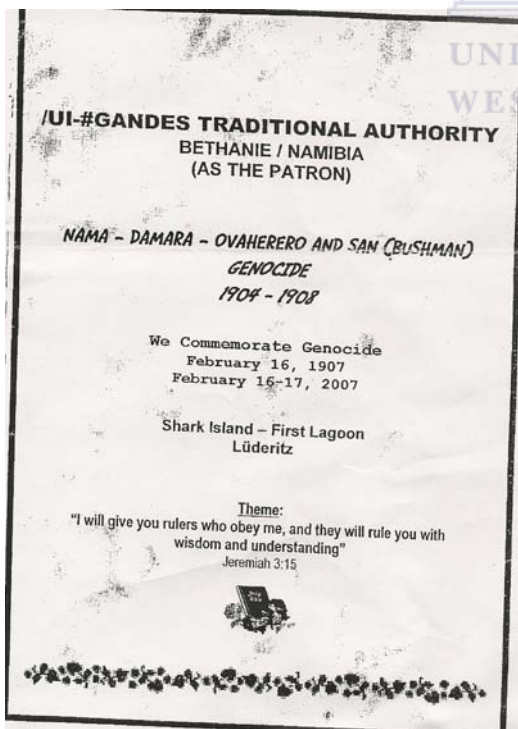 UNI
WES
/UI-#GANDES TRADITIONAL AUTHORITY
BETHANIE / NAMIBIA
(AS THE PATRON)
NAMA - DAMARA - OVAHERERO AND SAN (BUSHMAN)
GENOCIDE
1904 - 1908
We Commemorate Genocide
February 16, 1907
February 16-17, 2007
Shark Island – First Lagoon
Lüderitz
Theme:
"I will give you rulers who obey me, and they will rule you with
wisdom and understanding"
Jeremiah 3:15